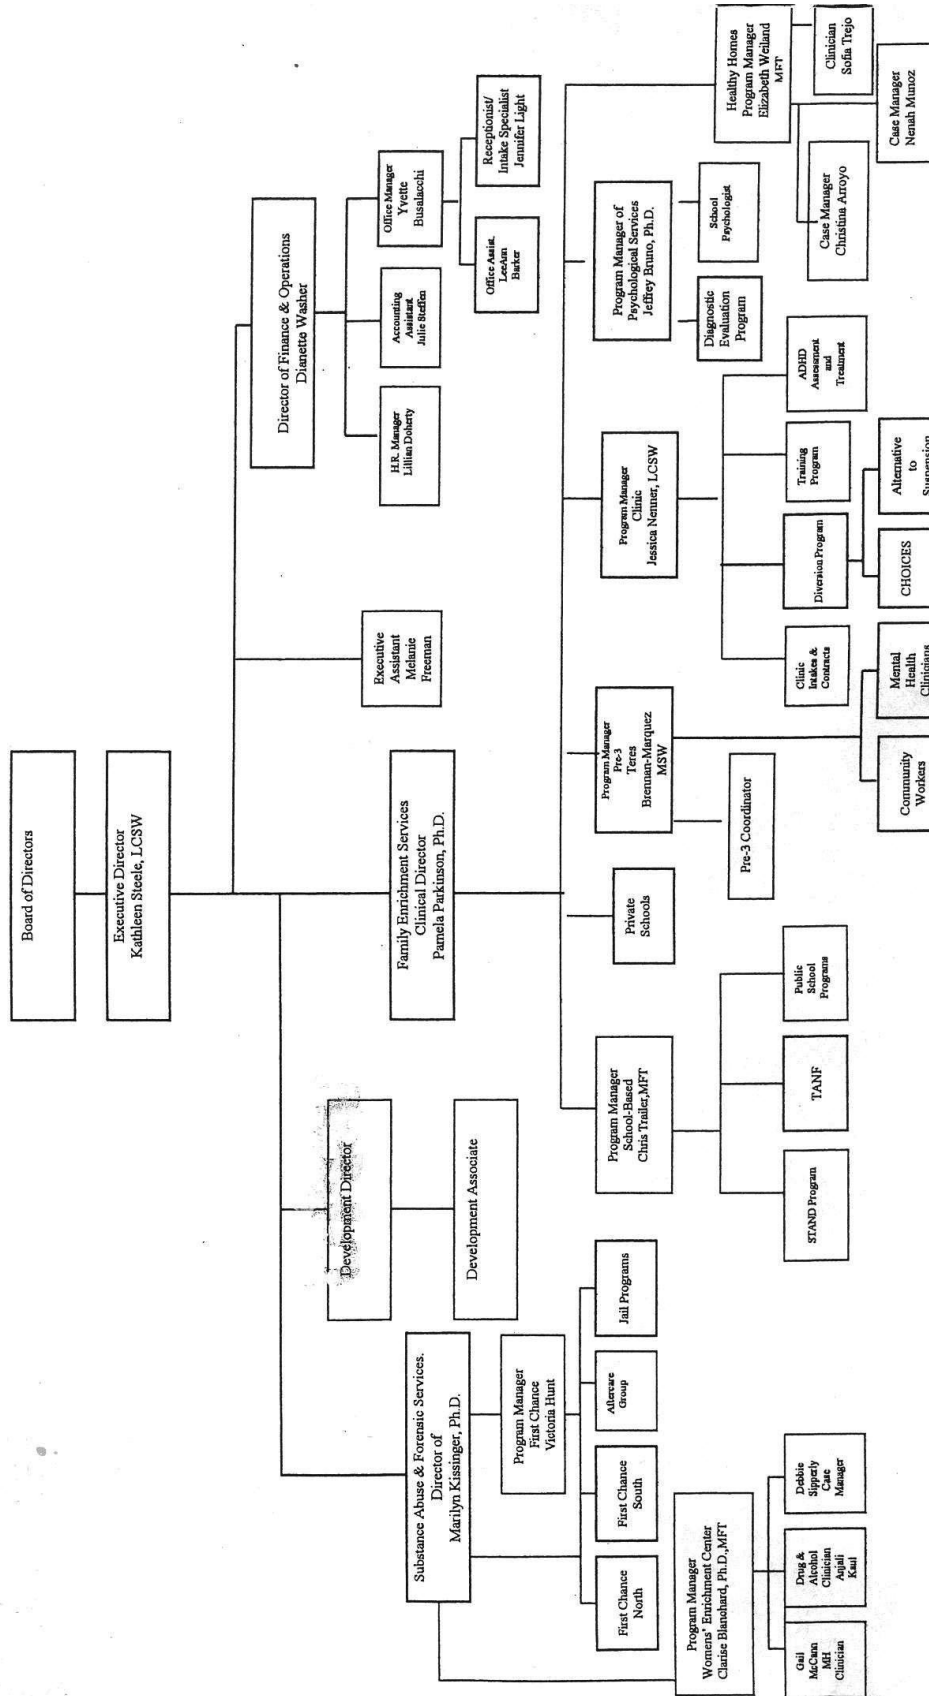 Board of Directors
Executive Director
Kathleen Steele, LCSW
Director of Finance & Operations
Dianette Washer
Executive
Assistant
Melanie
Freeman
H.R. Manager
Lillian Doherty
Accounting
Assistant
Julie Steffen
Office Manager
Yvette
Busalacchi
Office Assist.
LeeAnn
Barker
Receptionist/
Intake Specialist
Jennifer Light
Development Director
Development Associate
Family Enrichment Services
Clinical Director
Pamela Parkinson, Ph.D.
Substance Abuse & Forensic Services.
Director of
Marilyn Kissinger, Ph.D.
Program Manager
First Chance
Victoria Hunt
First Chance
North
First Chance
South
Aftercare
Group
Jail Programs
Program Manager
Womens' Enrichment Center
Clarise Blanchard, Ph.D.,MFT
Gail
McCann
MH
Clinician
Drug &
Alcohol
Clinician
Anjali
Kaul
Debbie
Sipperly
Case
Manager
Program Manager
School-Based
Chris Trailer,MFT
STAND Program
TANF
Public
School
Programs
Private
Schools
Program Manager
Pre-3
Teres
Brennan-Marquez
MSW
Pre-3 Coordinator
Community
Workers
Mental
Health
Clinicians
Program Manager
Clinic
Jessica Nenner, LCSW
Clinic
Intakes &
Contracts
Diversion Program
Training
Program
ADHD
Assessment
and
Treatment
CHOICES
Alternative
to
Suspension
Program Manager of
Psychological Services
Jeffrey Bruno, Ph.D.
Diagnostic
Evaluation
Program
School
Psychologist
Healthy Homes
Program Manager
Elizabeth Weiland
MFT
Case Manager
Christina Arroyo
Clinician
Sofia Trejo
Case Manager
Nenah Munoz